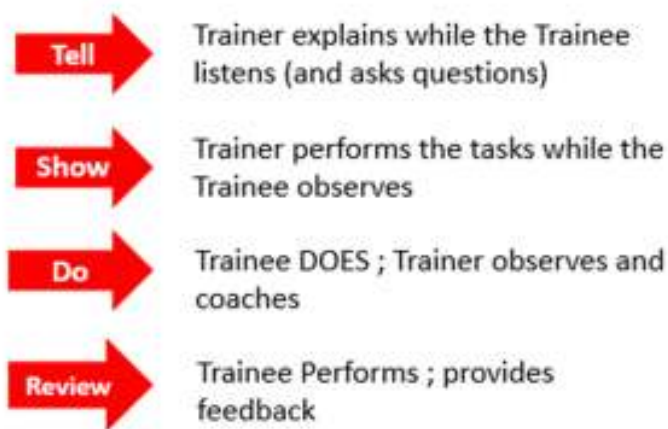 Tell
Trainer explains while the Trainee
listens (and asks questions)
Show
Trainer performs the tasks while the
Trainee observes
Do
Trainee DOES ; Trainer observes and
coaches
Review
Trainee Performs ; provides
feedback